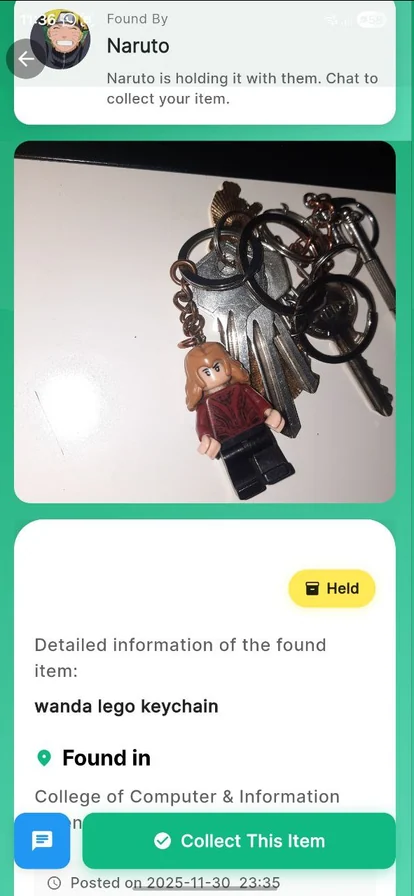 11:36
Found By
Naruto
Naruto is holding it with them. Chat to
collect your item.
Held
Detailed information of the found
item:
wanda lego keychain
Found in
College of Computer & Information
Collect This Item
Posted on 2025-11-30 23:35